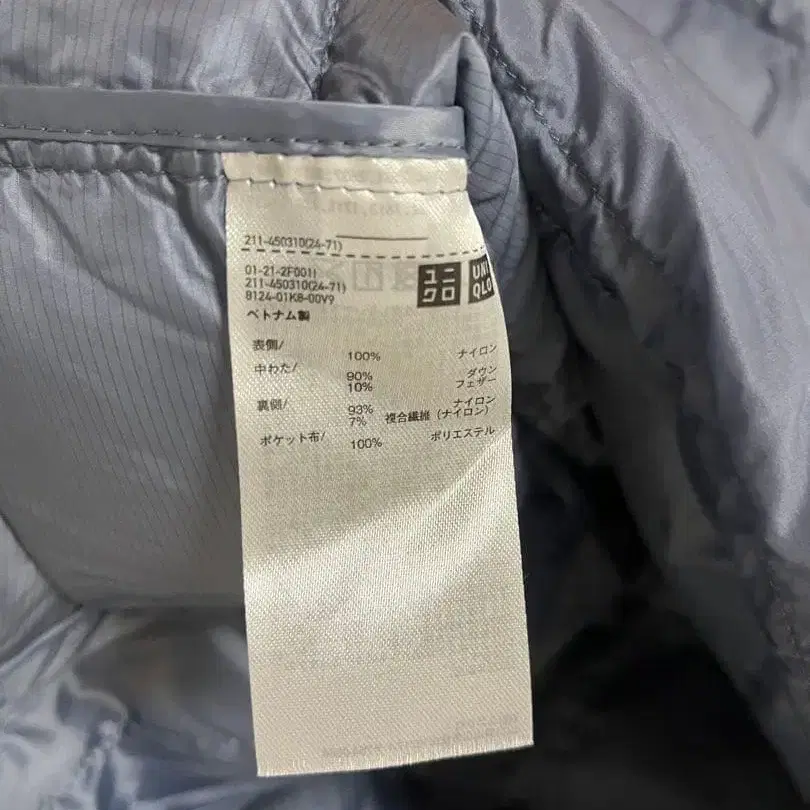 211-450310(24-71)
01-21-2F001I
211-450310(24-71)
8124-01K8-00V9
ユニクロ
UNIQLO
ベトナム製
表側/ 100% ナイロン
中わた/ 90% ダウン
10% フェザー
裏側/ 93% ナイロン
7% 複合繊維（ナイロン）
ポケット布/ 100% ポリエステル